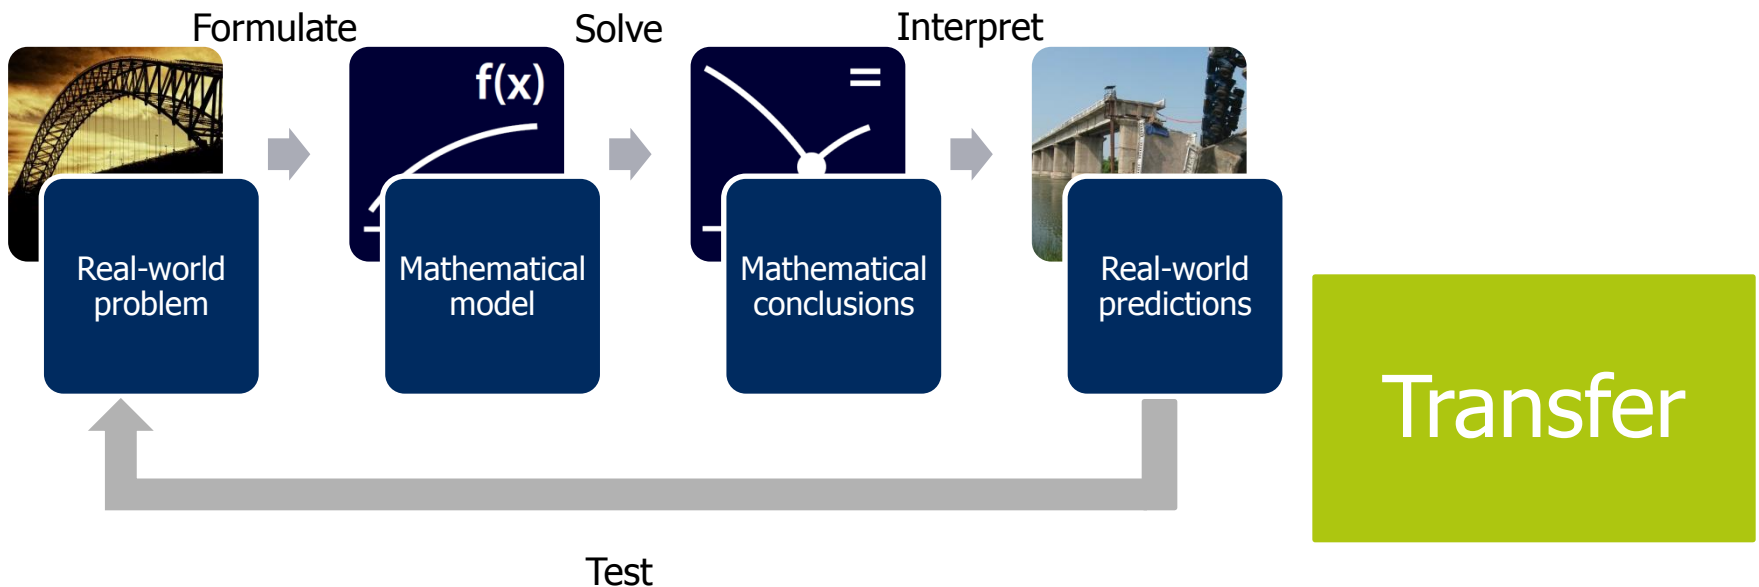 Formulate
Solve
Interpret
f(x)
=
Real-world
problem
Mathematical
model
Mathematical
conclusions
Real-world
predictions
Transfer
Test